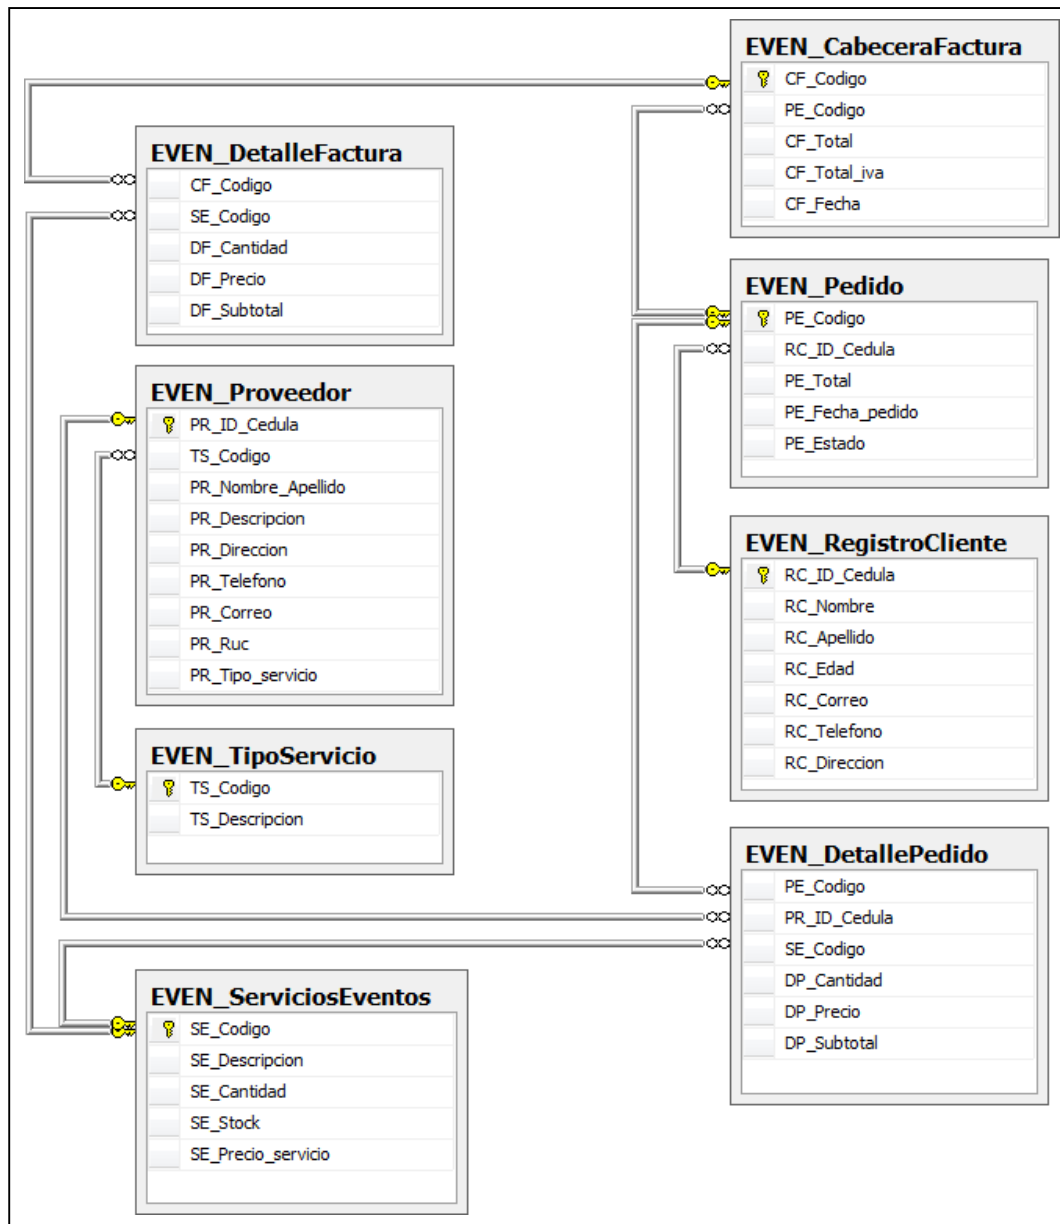 EVEN_CabeceraFactura
CF_Codigo
PE_Codigo
CF_Total
CF_Total_iva
CF_Fecha
EVEN_DetalleFactura
CF_Codigo
SE_Codigo
DF_Cantidad
DF_Precio
DF_Subtotal
EVEN_Pedido
PE_Codigo
RC_ID_Cedula
PE_Total
PE_Fecha_pedido
PE_Estado
EVEN_Proveedor
PR_ID_Cedula
TS_Codigo
PR_Nombre_Apellido
PR_Descripcion
PR_Direccion
PR_Telefono
PR_Correo
PR_Ruc
PR_Tipo_servicio
EVEN_RegistroCliente
RC_ID_Cedula
RC_Nombre
RC_Apellido
RC_Edad
RC_Correo
RC_Telefono
RC_Direccion
EVEN_TipoServicio
TS_Codigo
TS_Descripcion
EVEN_DetallePedido
PE_Codigo
PR_ID_Cedula
SE_Codigo
DP_Cantidad
DP_Precio
DP_Subtotal
EVEN_ServiciosEventos
SE_Codigo
SE_Descripcion
SE_Cantidad
SE_Stock
SE_Precio_servicio